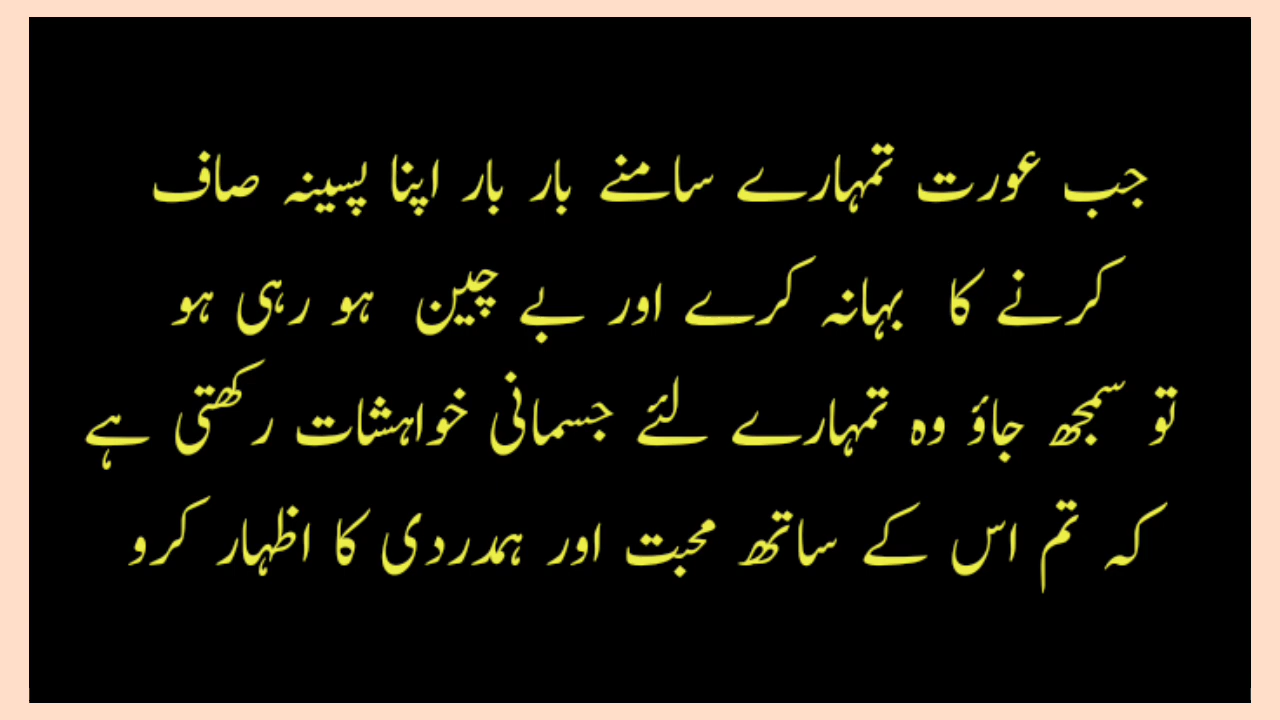 جب عورت تمہارے سامنے بار بار اپنا پسینہ صاف
کرنے کا بہانہ کرے اور بے چین ہو رہی ہو
تو سمجھ جاؤ وہ تمہارے لئے جسمانی خواہشات رکھتی ہے
کہ تم اس کے ساتھ محبت اور ہمدردی کا اظہار کرو